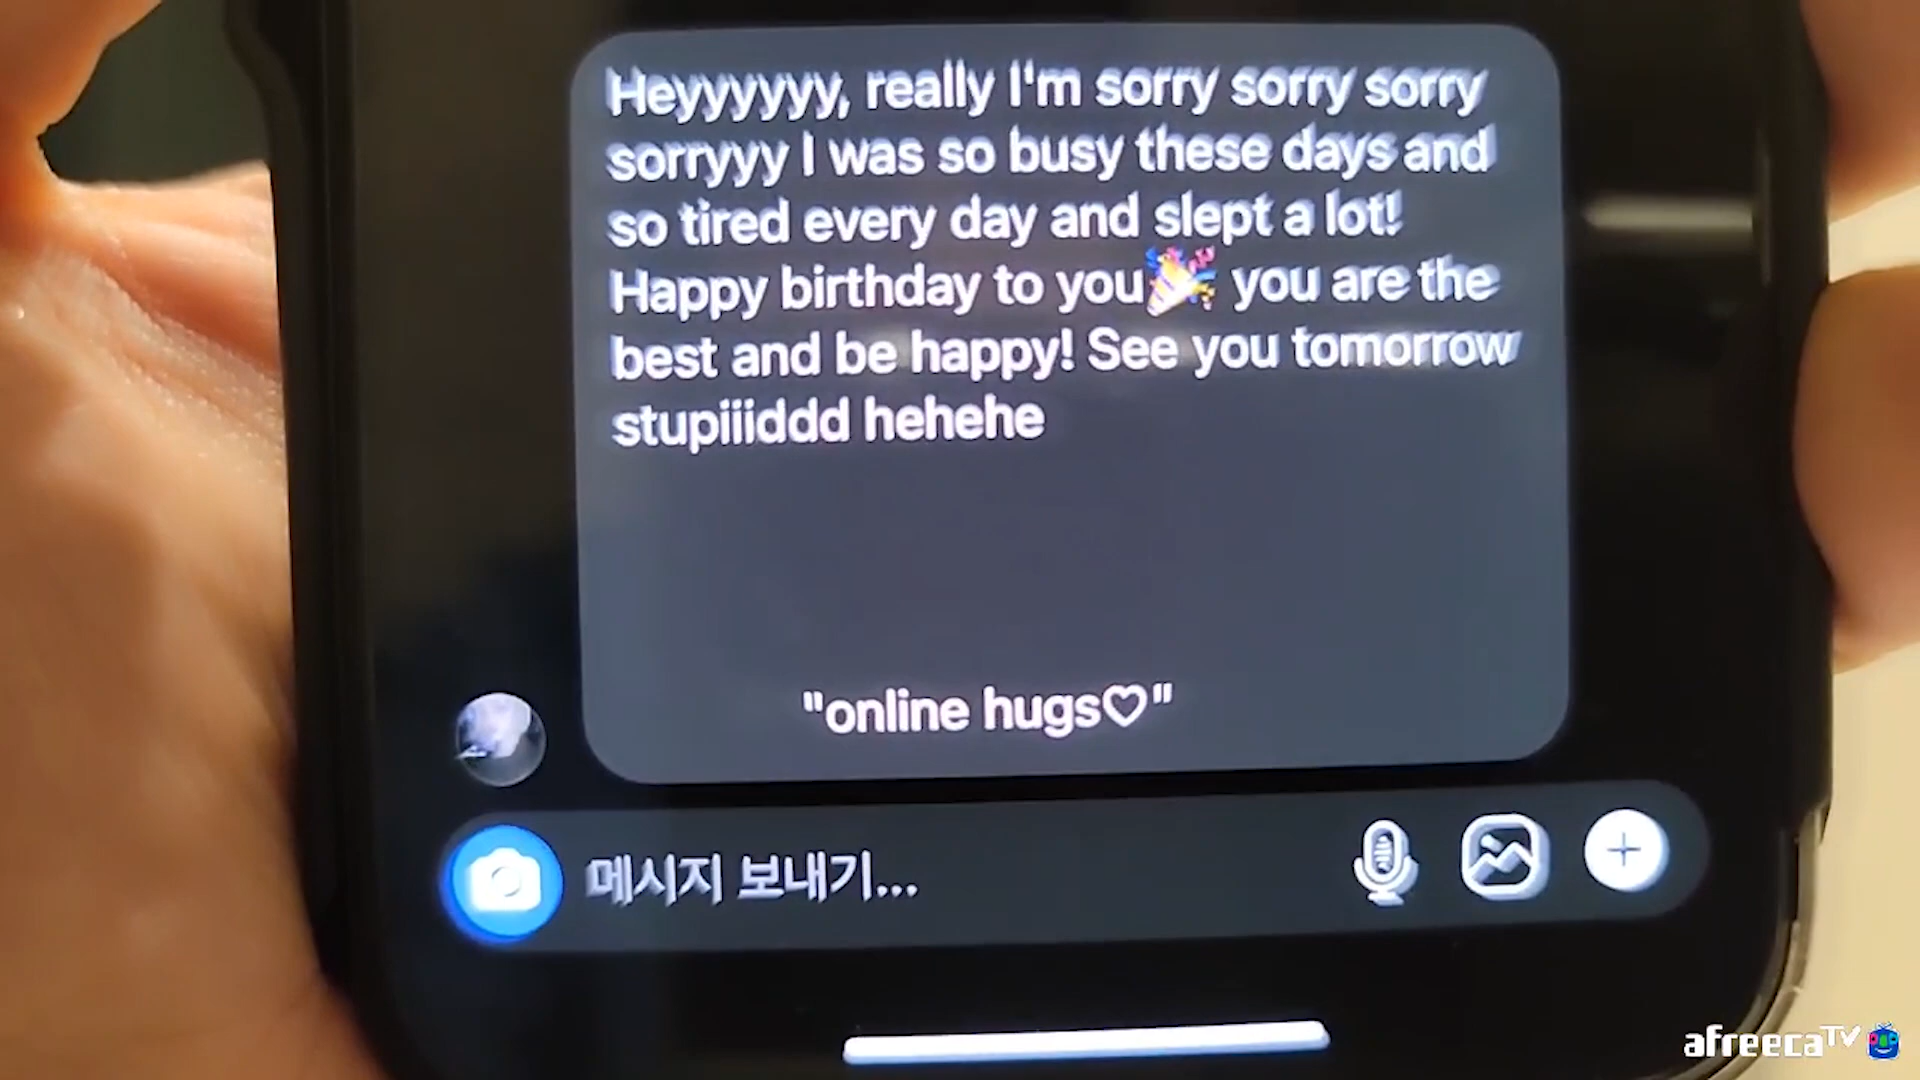 Heyyyyyy, really I'm sorry sorry sorry
sorryyy I was so busy these days and
so tired every day and slept a lot!
Happy birthday to you🎉 you are the
best and be happy! See you tomorrow
stupiiiddd hehehe
"online hugs♡"
메시지 보내기...
afreecaTV